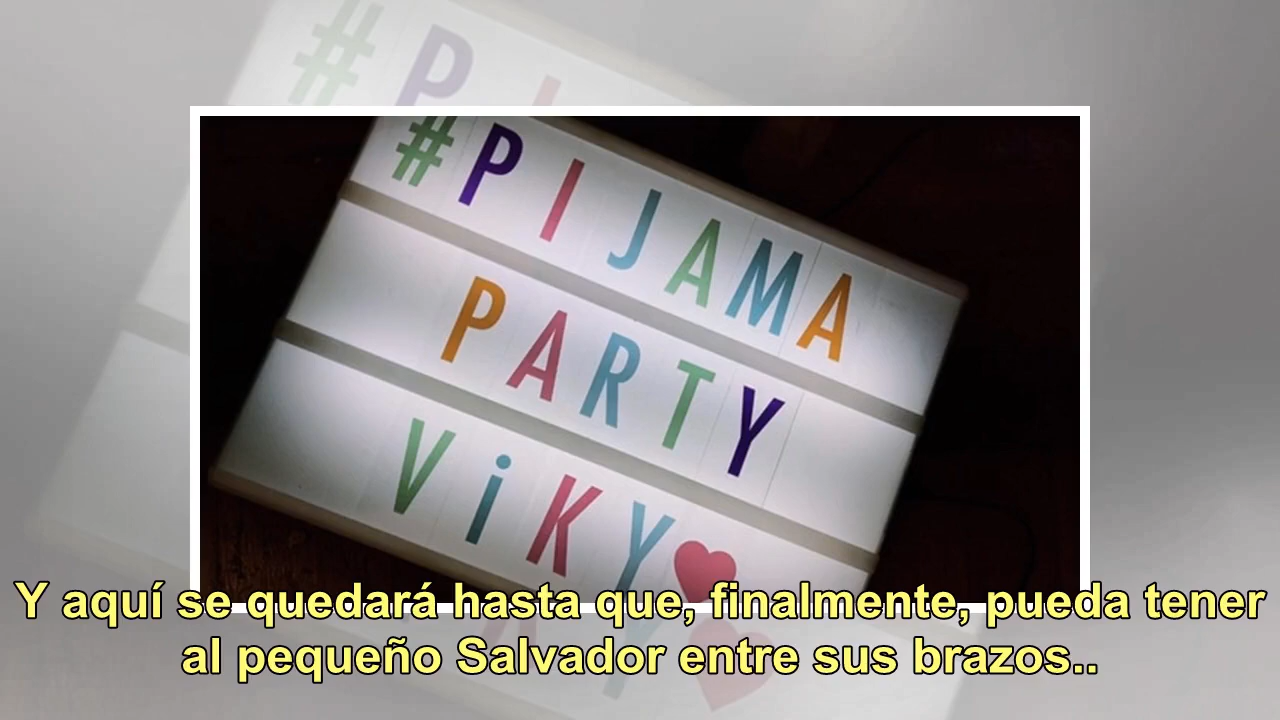 #PIJAMA
PARTY
ViKY
Y aquí se quedará hasta que, finalmente, pueda tener
al pequeño Salvador entre sus brazos..